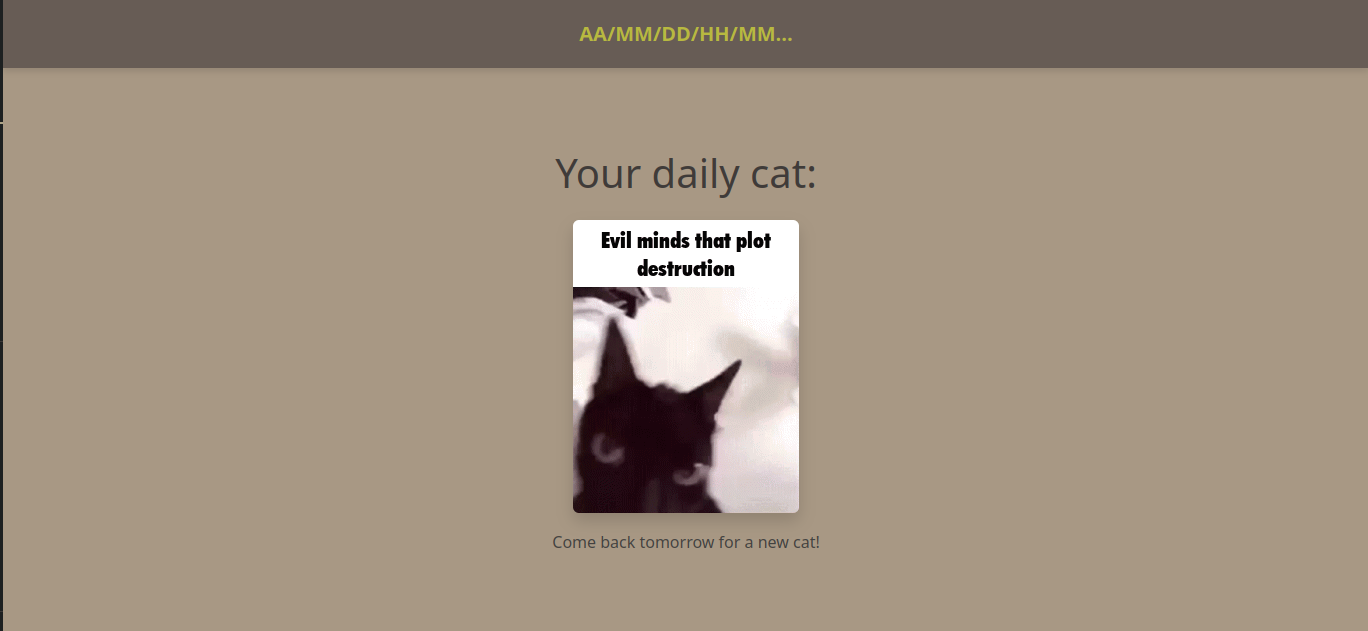 AA/MM/DD/HH/MM...
Your daily cat:
Evil minds that plot
destruction
Come back tomorrow for a new cat!